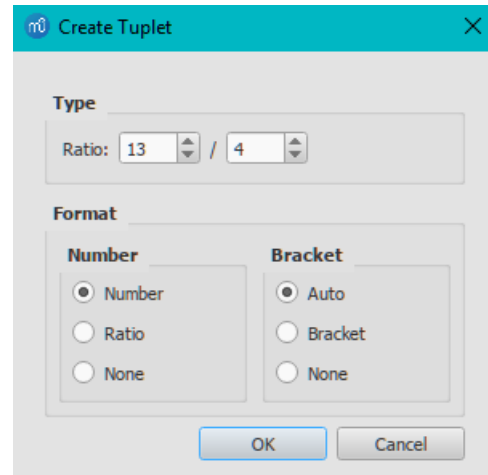 Create Tuplet
Type
Ratio: 13 / 4
Format
Number Bracket
Number Auto
Ratio Bracket
None None
OK Cancel